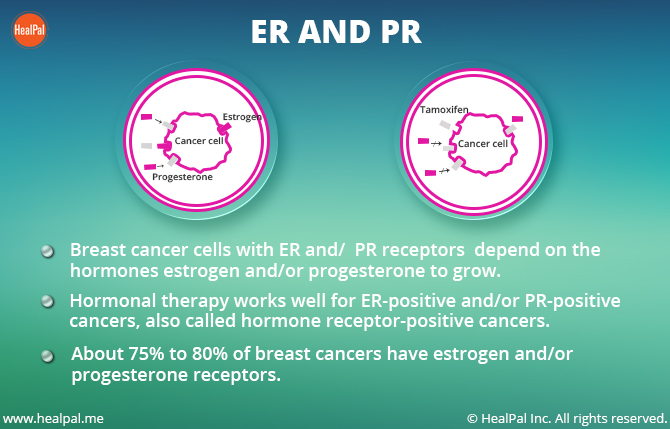 HealPal
ER AND PR
Estrogen
Cancer cell
Progesterone
Tamoxifen
Cancer cell
Breast cancer cells with ER and/ PR receptors depend on the
hormones estrogen and/or progesterone to grow.
Hormonal therapy works well for ER-positive and/or PR-positive
cancers, also called hormone receptor-positive cancers.
About 75% to 80% of breast cancers have estrogen and/or
progesterone receptors.
www.healpal.me
© HealPal Inc. All rights reserved.